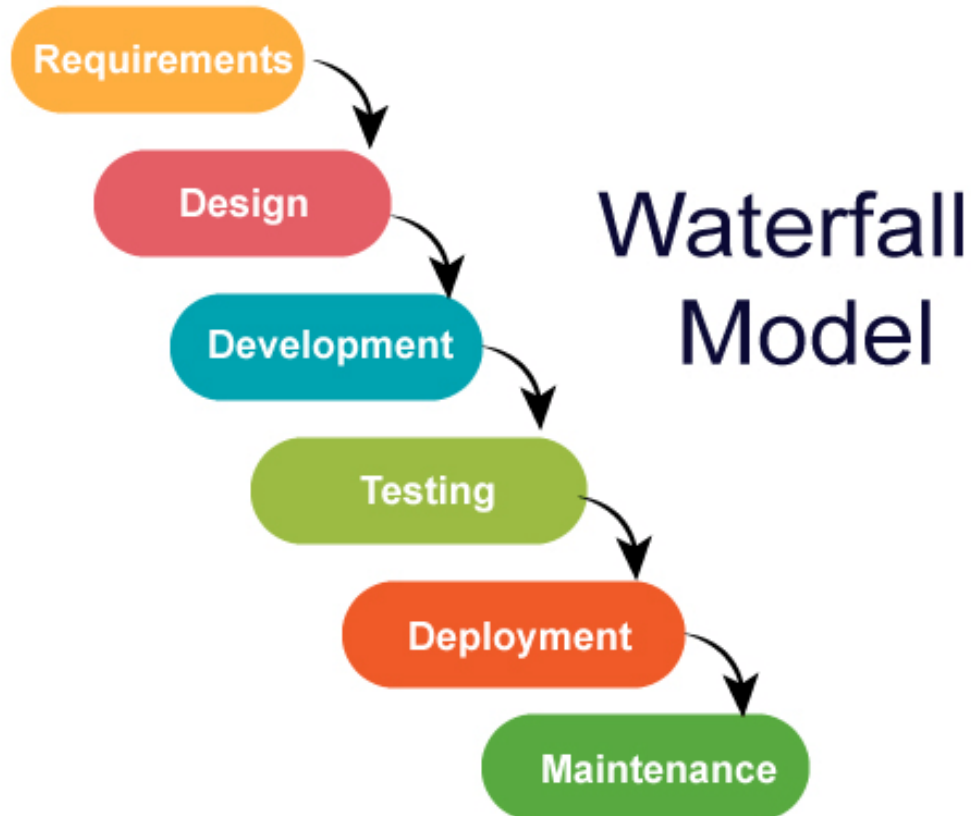 Requirements
Design
Waterfall
Model
Development
Testing
Deployment
Maintenance